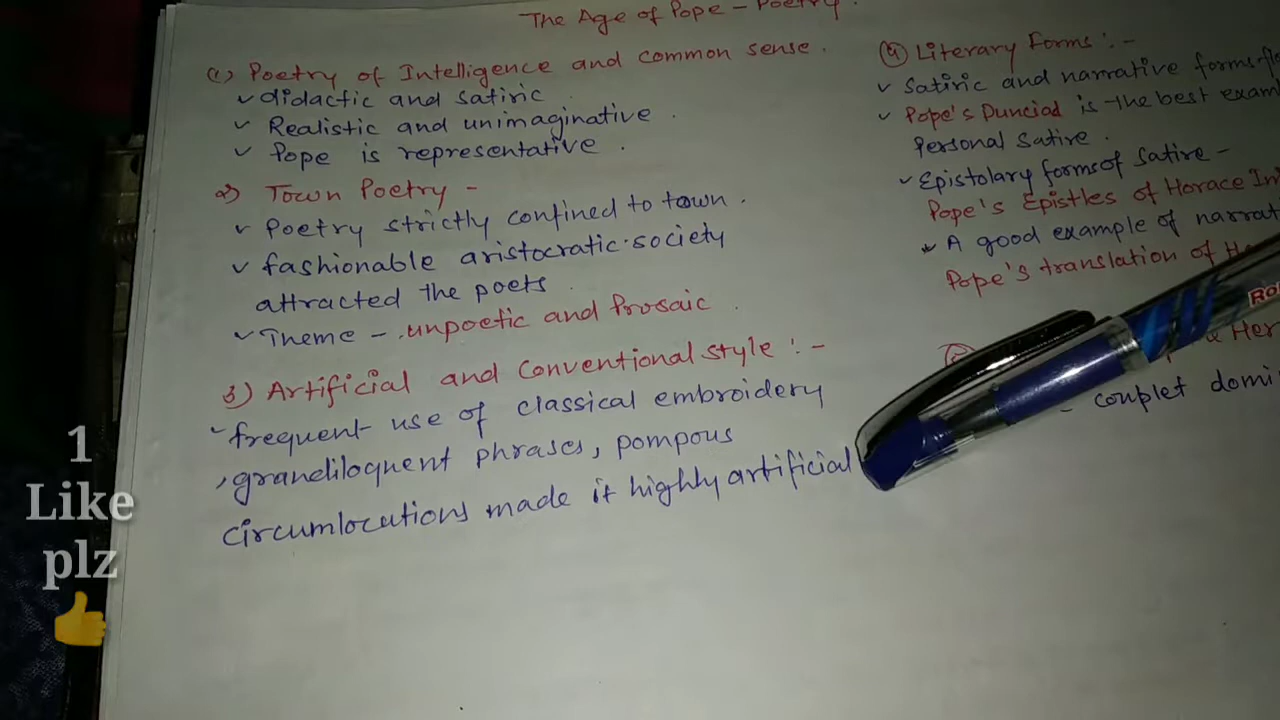 The Age of Pope - Poetry.
(1) Poetry of Intelligence and common sense.
✓ didactic and satiric
✓ Realistic and unimaginative.
✓ Pope is representative.
2) Town Poetry -
✓ Poetry strictly confined to town.
✓ fashionable aristocratic society
attracted the poets
✓ Theme - unpoetic and Prosaic.
3) Artificial and Conventional style :-
✓ frequent use of classical embroidery
, grandiloquent phrases, pompous
circumlocutions made it highly artificial
(4) Literary Forms :-
✓ Satiric and narrative forms
✓ Pope's Dunciad is the best
Personal Satire.
✓ Epistolary forms of Satire -
Pope's Epistles of Horace
✓ A good example of
Pope's translation of
- couplet
1
Like
plz
👍
ROR